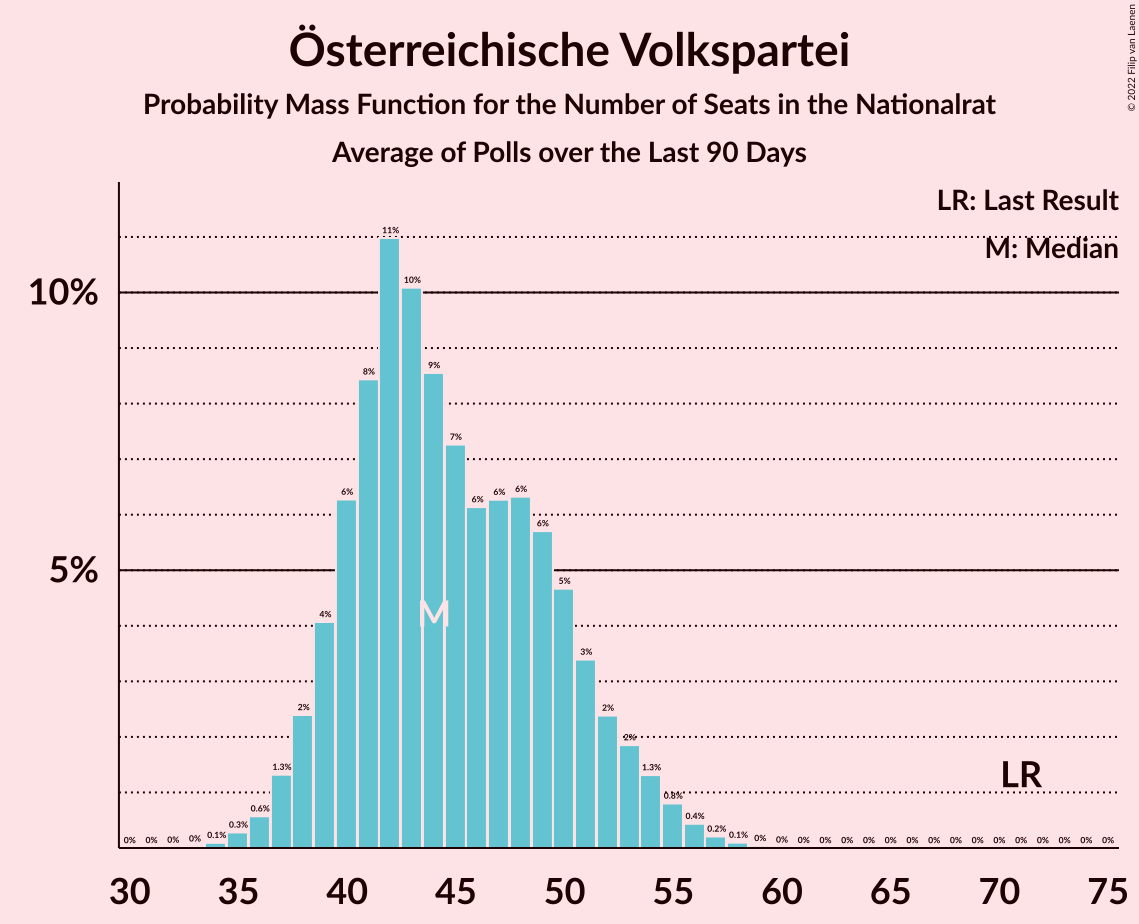 Österreichische Volkspartei
Probability Mass Function for the Number of Seats in the Nationalrat
Average of Polls over the Last 90 Days
© 2022 Filip van Laenen
LR: Last Result
M: Median
10%
5%
0% 0% 0% 0% 0.1% 0.3% 0.6% 1.3% 2% 4% 6% 8% 11% 10% 9% 7% 6% 6% 6% 6% 5% 3% 2% 2% 1.3% 0.8% 0.4% 0.2% 0.1% 0% 0% 0% 0% 0% 0% 0% 0% 0% 0% 0% 0% 0% 0% 0% 0% 0%
M
LR
30 35 40 45 50 55 60 65 70 75